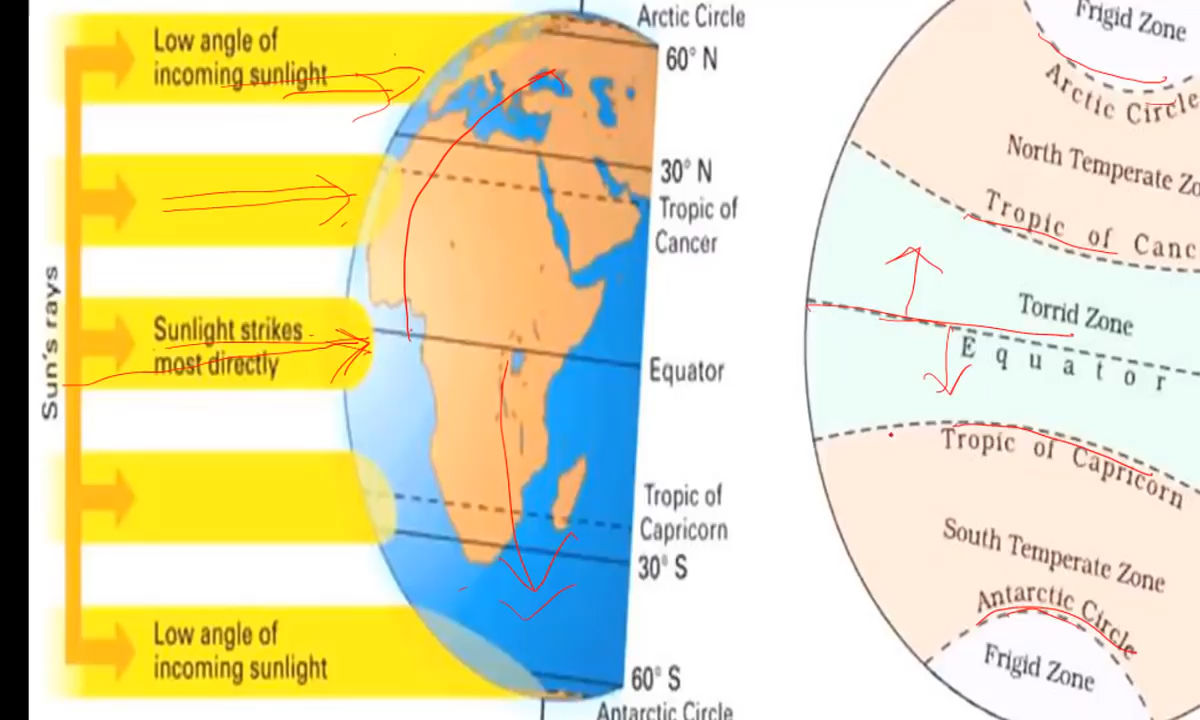 Sun's rays
Low angle of
incoming sunlight
Sunlight strikes
most directly
Low angle of
incoming sunlight
Arctic Circle
60° N
30° N
Tropic of
Cancer
Equator
Tropic of
Capricorn
30° S
60° S
Antarctic Circle
Frigid Zone
Arctic Circle
North Temperate Zo
Tropic of Canc
Torrid Zone
Equator
Tropic of Capricorn
South Temperate Zone
Antarctic Circle
Frigid Zone